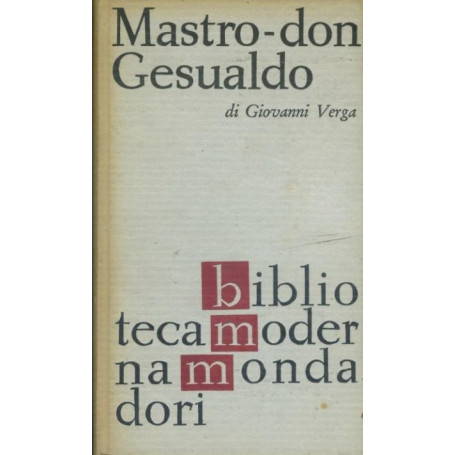 Mastro-don
Gesualdo
di Giovanni Verga
biblio
tecamoder
namonda
dori